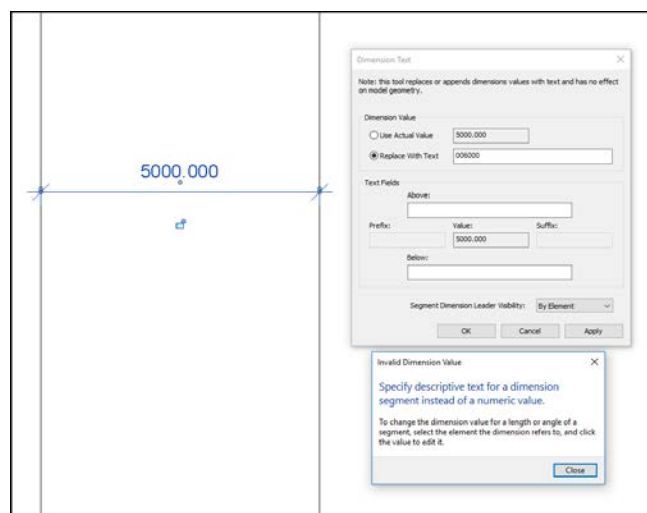 5000.000
Dimension Text
Note: this tool replaces or appends dimensions values with text and has no effect
on model geometry.
Dimension Value
Use Actual Value 5000.000
Replace With Text 006000
Text Fields
Above:
Prefix: Value: Suffix:
5000.000
Below:
Segment Dimension Leader Visibility: By Element
OK Cancel Apply
Invalid Dimension Value
Specify descriptive text for a dimension
segment instead of a numeric value.
To change the dimension value for a length or angle of a
segment, select the element the dimension refers to, and click
the value to edit it.
Close